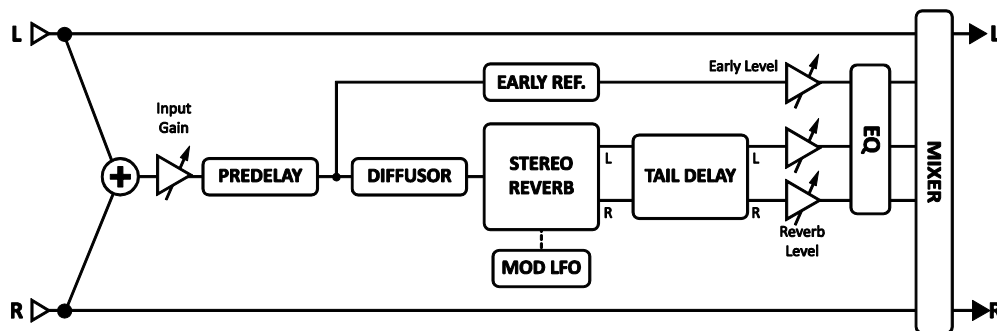 L
L
Early Level
EARLY REF.
Input
Gain
EQ
MIXER
STEREO
REVERB
L
L
TAIL DELAY
PREDELAY
DIFFUSOR
R
R
Reverb
Level
MOD LFO
R
R